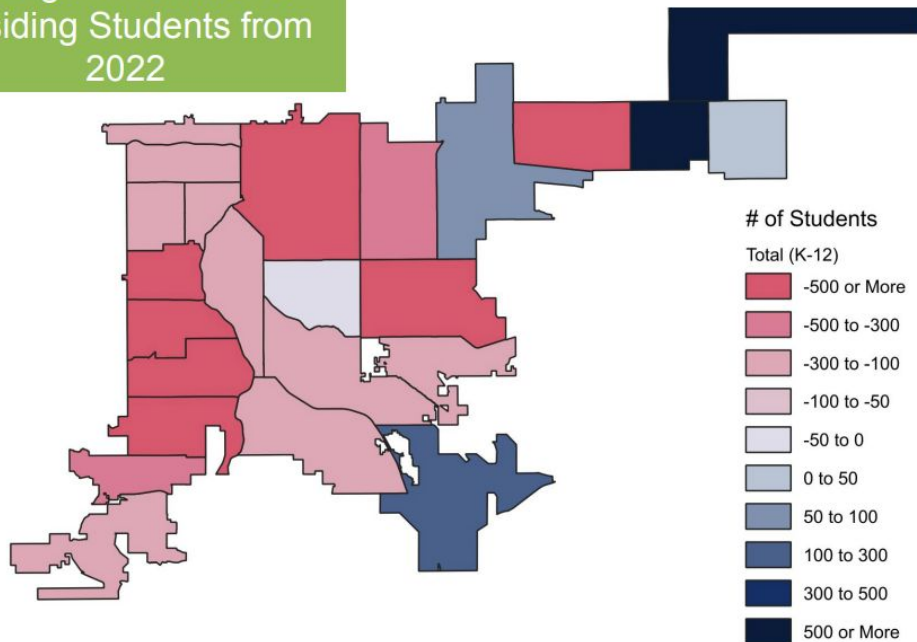 Students from
2022
# of Students
Total (K-12)
-500 or More
-500 to -300
-300 to -100
-100 to -50
-50 to 0
0 to 50
50 to 100
100 to 300
300 to 500
500 or More